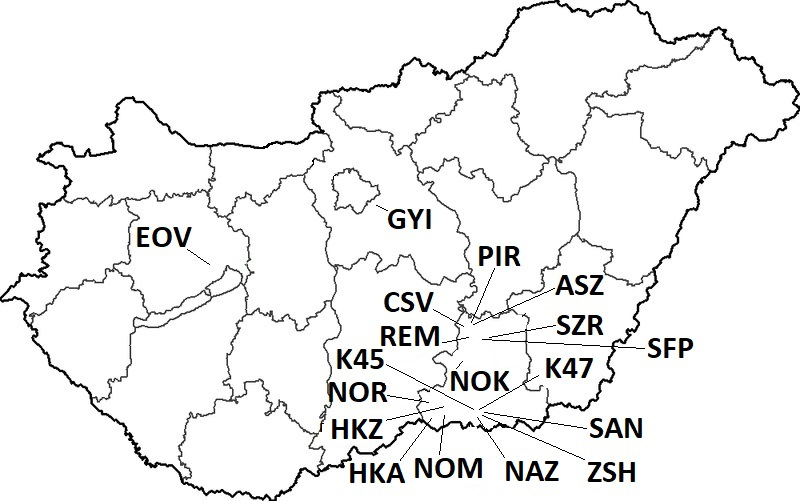 GYI
EOV
PIR
ASZ
CSV
SZR
REM
SFP
K45
K47
NOK
NOR
HKZ
SAN
HKA
NOM
NAZ
ZSH